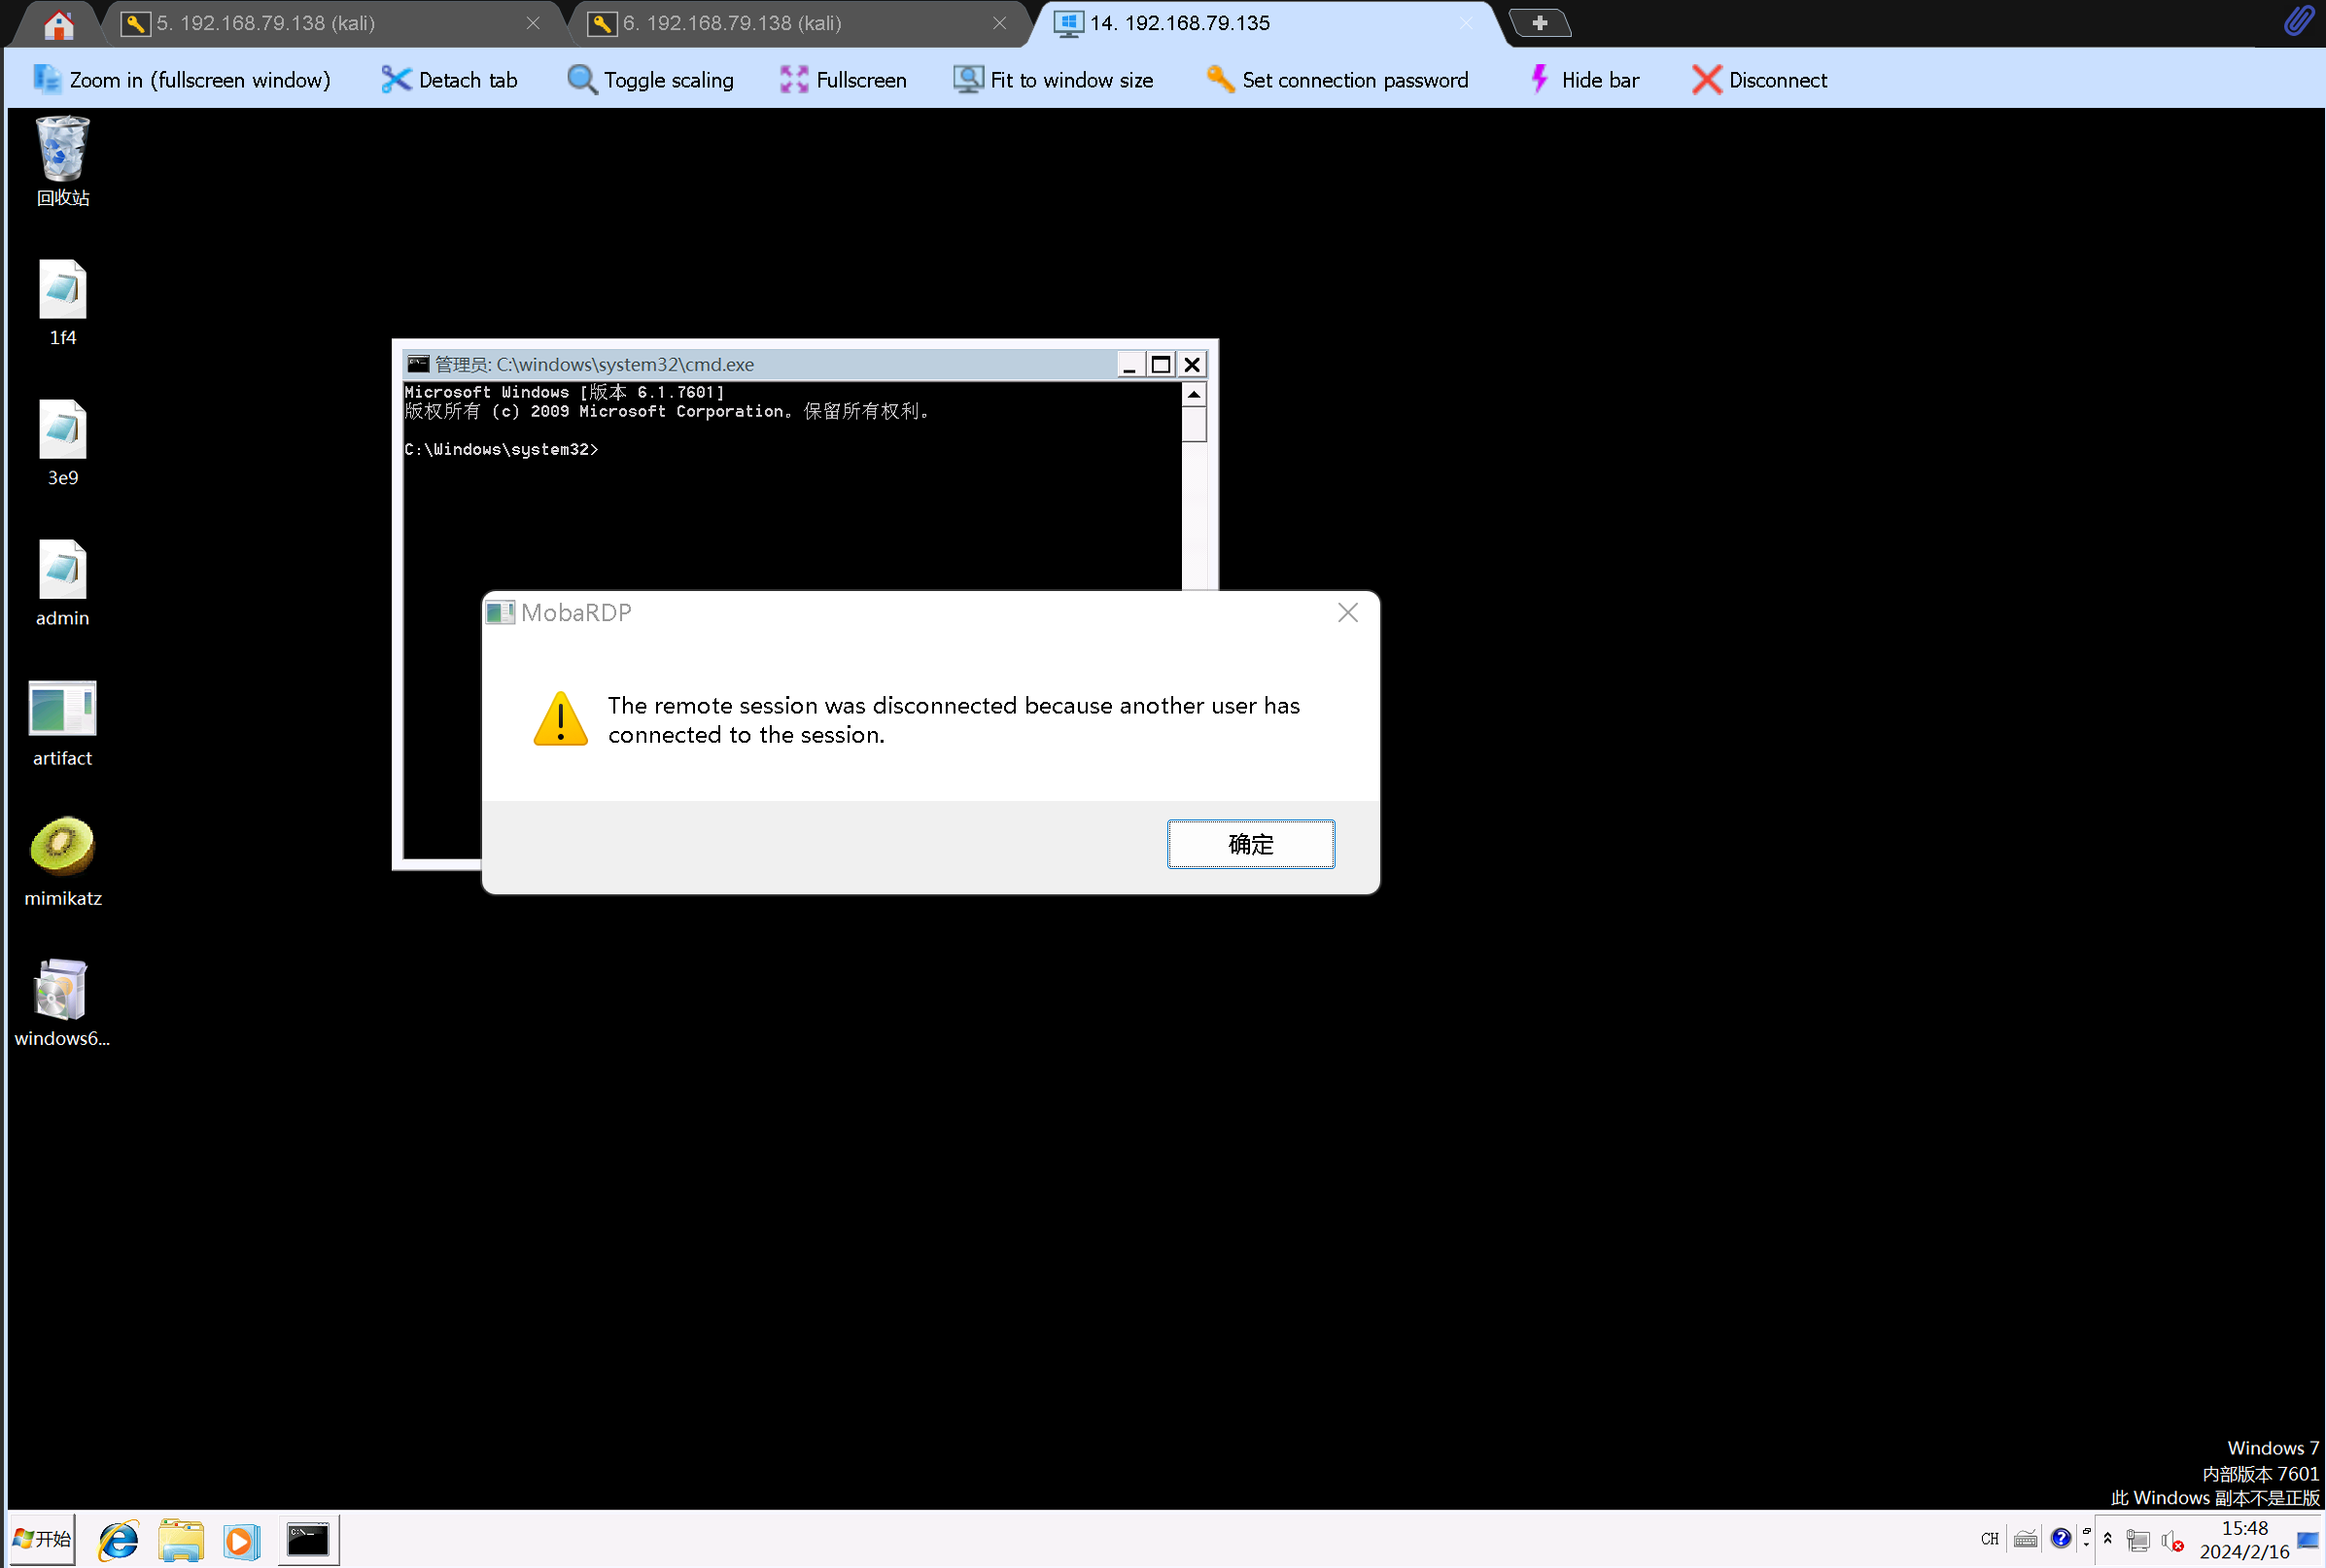 5. 192.168.79.138 (kali)
6. 192.168.79.138 (kali)
14. 192.168.79.135
Zoom in (fullscreen window)
Detach tab
Toggle scaling
Fullscreen
Fit to window size
Set connection password
Hide bar
Disconnect
回收站
1f4
3e9
admin
artifact
mimikatz
windows6...
管理员: C:\windows\system32\cmd.exe
Microsoft Windows [版本 6.1.7601]
版权所有 (c) 2009 Microsoft Corporation。保留所有权利。
C:\Windows\system32>
MobaRDP
The remote session was disconnected because another user has
connected to the session.
确定
Windows 7
内部版本 7601
此 Windows 副本不是正版
开始
CH
15:48
2024/2/16